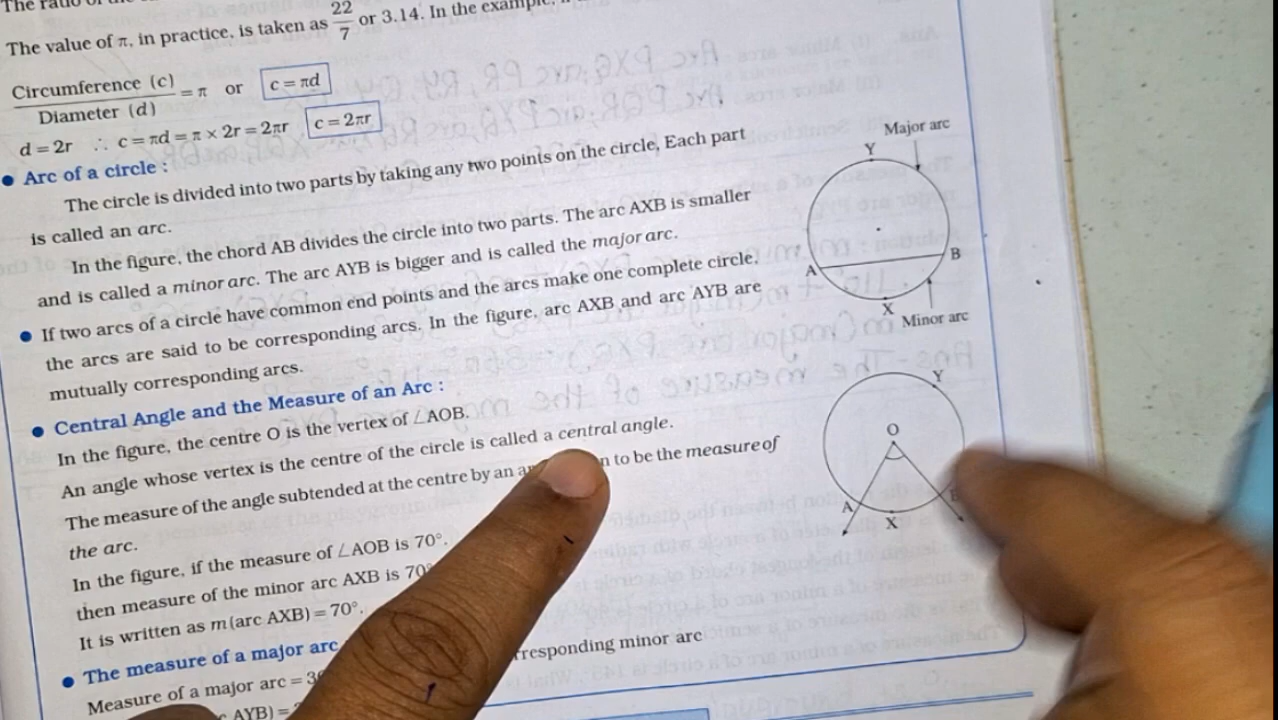 The value of π, in practice, is taken as 22/7 or 3.14. In the example,
Circumference (c) / Diameter (d) = π or c = πd
d = 2r ∴ c = πd = π × 2r = 2πr c = 2πr
• Arc of a circle :
The circle is divided into two parts by taking any two points on the circle, Each part
is called an arc.
In the figure, the chord AB divides the circle into two parts. The arc AXB is smaller
and is called a minor arc. The arc AYB is bigger and is called the major arc.
• If two arcs of a circle have common end points and the arcs make one complete circle,
the arcs are said to be corresponding arcs. In the figure, arc AXB and arc AYB are
mutually corresponding arcs.
Major arc
Y
A
B
X
Minor arc
• Central Angle and the Measure of an Arc :
In the figure, the centre O is the vertex of ∠AOB.
An angle whose vertex is the centre of the circle is called a central angle.
The measure of the angle subtended at the centre by an to be the measure of
the arc.
In the figure, if the measure of ∠AOB is 70°.
then measure of the minor arc AXB is 70°
It is written as m(arc AXB) = 70°.
Y
O
A
X
• The measure of a major arc
Measure of a major arc = corresponding minor arc
AYB) =